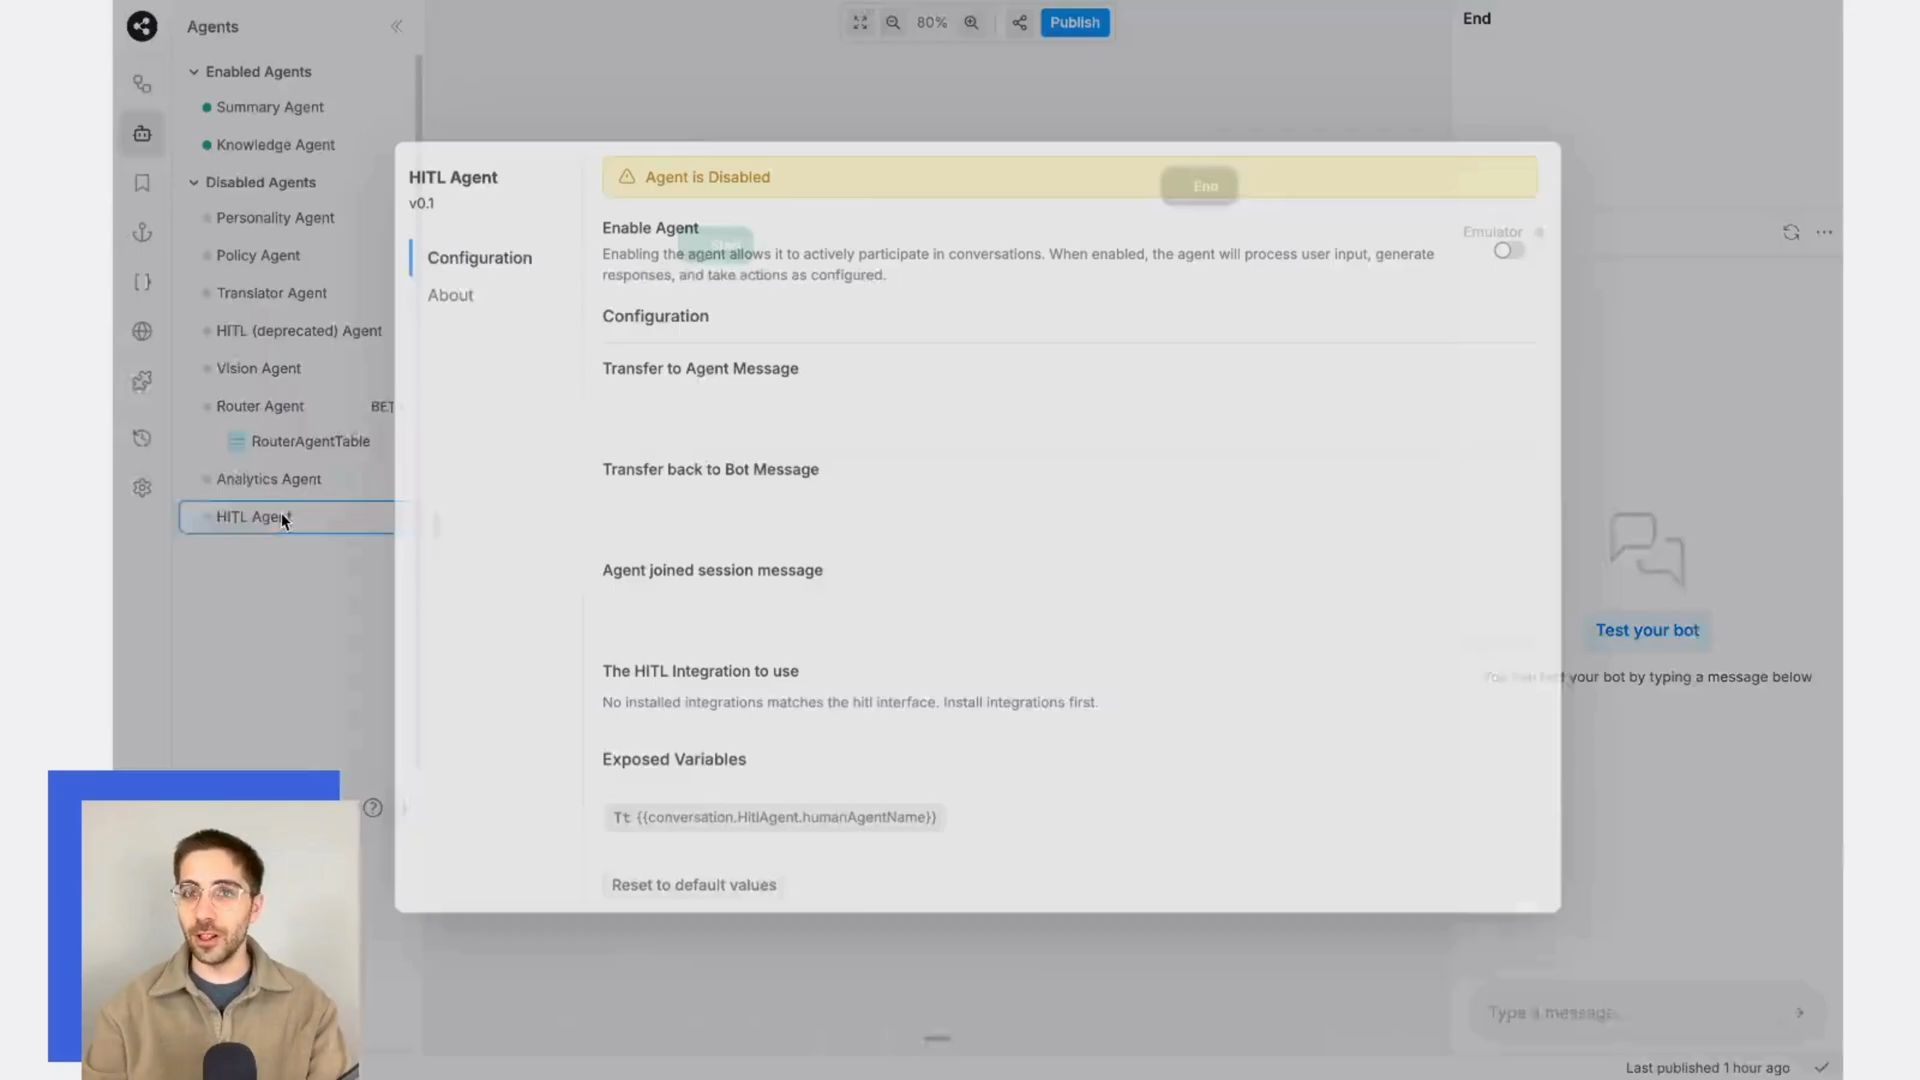 Agents
80%
Publish
End
Enabled Agents
Summary Agent
Knowledge Agent
Disabled Agents
Personality Agent
Policy Agent
Translator Agent
HITL (deprecated) Agent
Vision Agent
Router Agent
BET
RouterAgentTable
Analytics Agent
HITL Agent
HITL Agent
v0.1
Configuration
About
Agent is Disabled
End
Enable Agent
Start
Enabling the agent allows it to actively participate in conversations. When enabled, the agent will process user input, generate
responses, and take actions as configured.
Configuration
Transfer to Agent Message
Transfer back to Bot Message
Agent joined session message
The HITL Integration to use
No installed integrations matches the hitl interface. Install integrations first.
Exposed Variables
Tt {{conversation.HitlAgent.humanAgentName}}
Reset to default values
Emulator
Test your bot
You can test your bot by typing a message below
Type a message...
Last published 1 hour ago